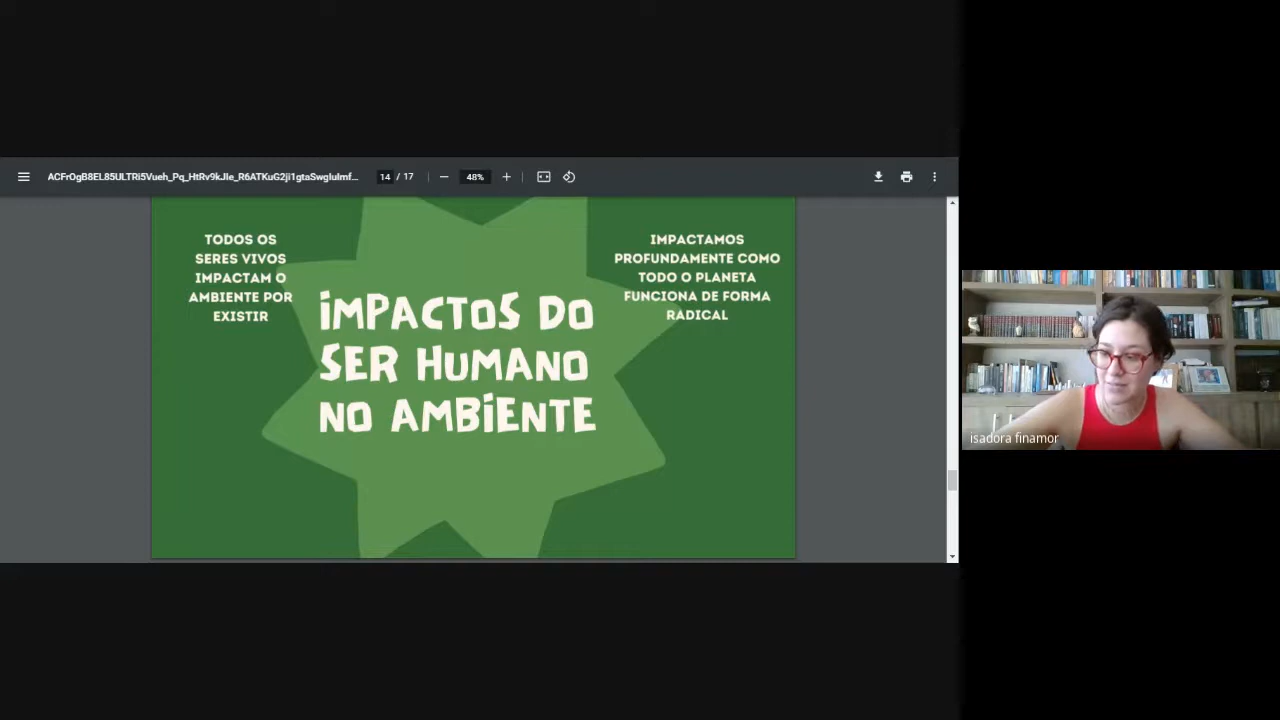 14 / 17
48%
TODOS OS
SERES VIVOS
IMPACTAM O
AMBIENTE POR
EXISTIR
IMPACTOS DO
SER HUMANO
NO AMBIENTE
IMPACTAMOS
PROFUNDAMENTE COMO
TODO O PLANETA
FUNCIONA DE FORMA
RADICAL
isadora finamor